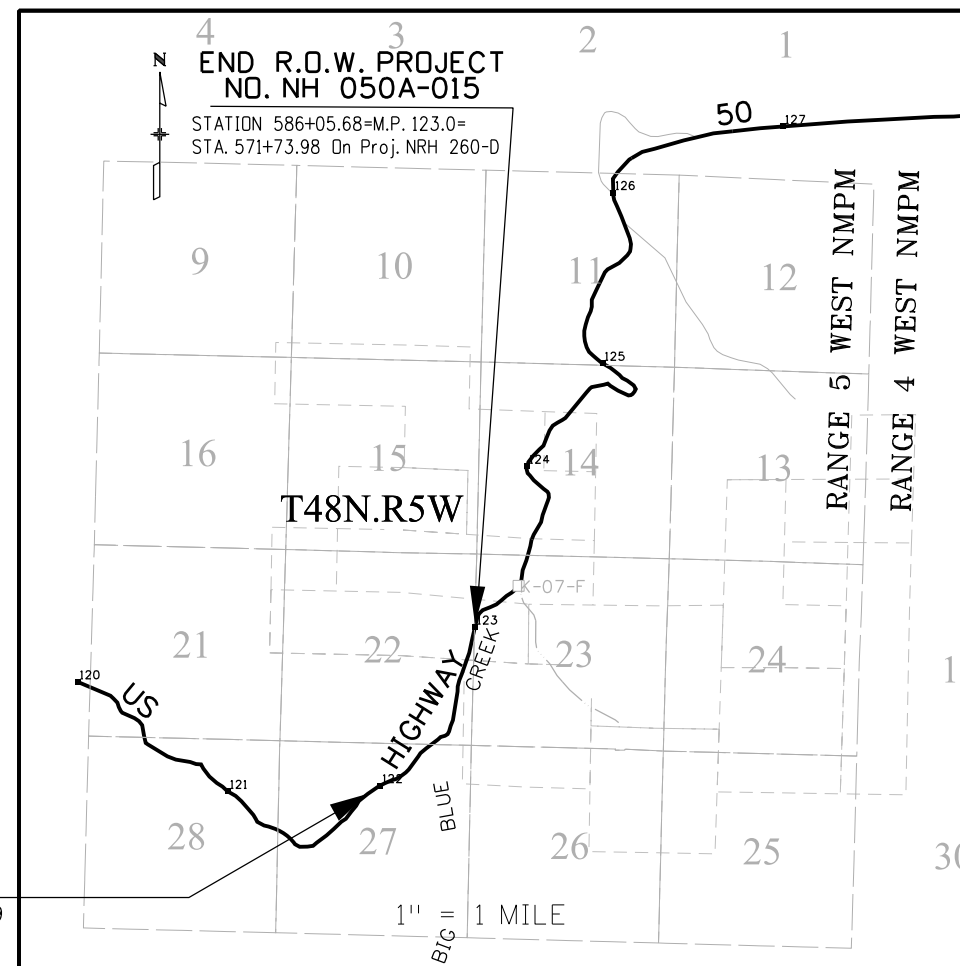 4
3
2
1
N
END R.O.W. PROJECT
NO. NH 050A-015
STATION 586+05.68=M.P. 123.0=
STA. 571+73.98 On Proj. NRH 260-D
50
127
126
9
10
11
12
RANGE 5 WEST NMPM
RANGE 4 WEST NMPM
125
16
15
124
14
13
T48N.R5W
K-07-F
123
21
22
23
24
CREEK
120
US
HIGHWAY
121
122
BLUE
28
27
26
25
30
1" = 1 MILE
BIG